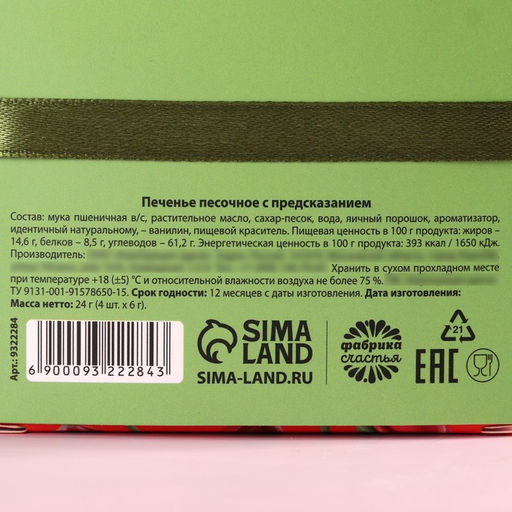 Печенье песочное с предсказанием
Состав: мука пшеничная в/с, растительное масло, сахар-песок, вода, яичный порошок, ароматизатор,
идентичный натуральному, – ванилин, пищевой краситель. Пищевая ценность в 100 г продукта: жиров –
14,6 г, белков – 8,5 г, углеводов – 61,2 г. Энергетическая ценность в 100 г продукта: 393 ккал / 1650 кДж.
Производитель:
Хранить в сухом прохладном месте
при температуре +18 (±5) °С и относительной влажности воздуха не более 75 %.
ТУ 9131-001-91578650-15. Срок годности: 12 месяцев с даты изготовления. Дата изготовления:
Масса нетто: 24 г (4 шт. х 6 г).
Арт.: 9322284
6 900093 222843
SIMA
LAND
SIMA-LAND.RU
фабрика
счастья
21
EAC